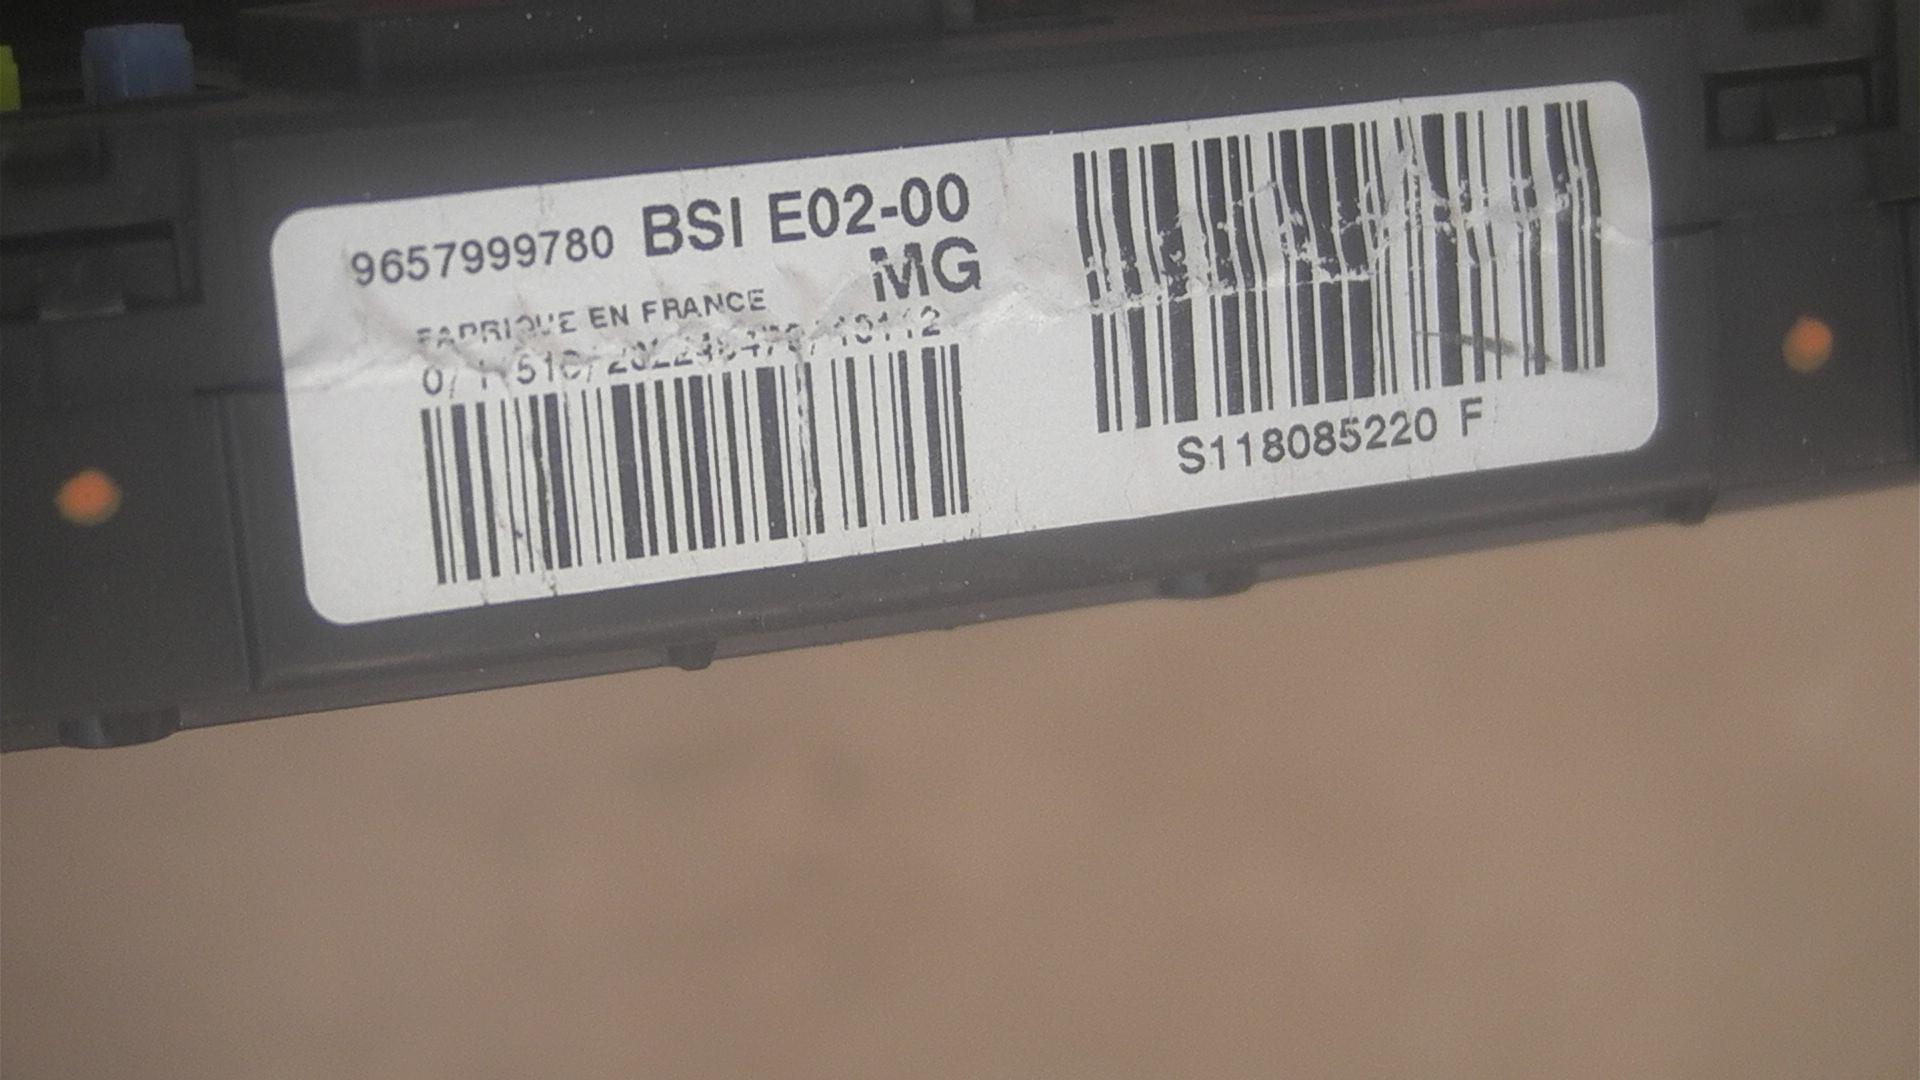 9657999780 BSI E02-00
MG
FABRIQUE EN FRANCE
S118085220 F